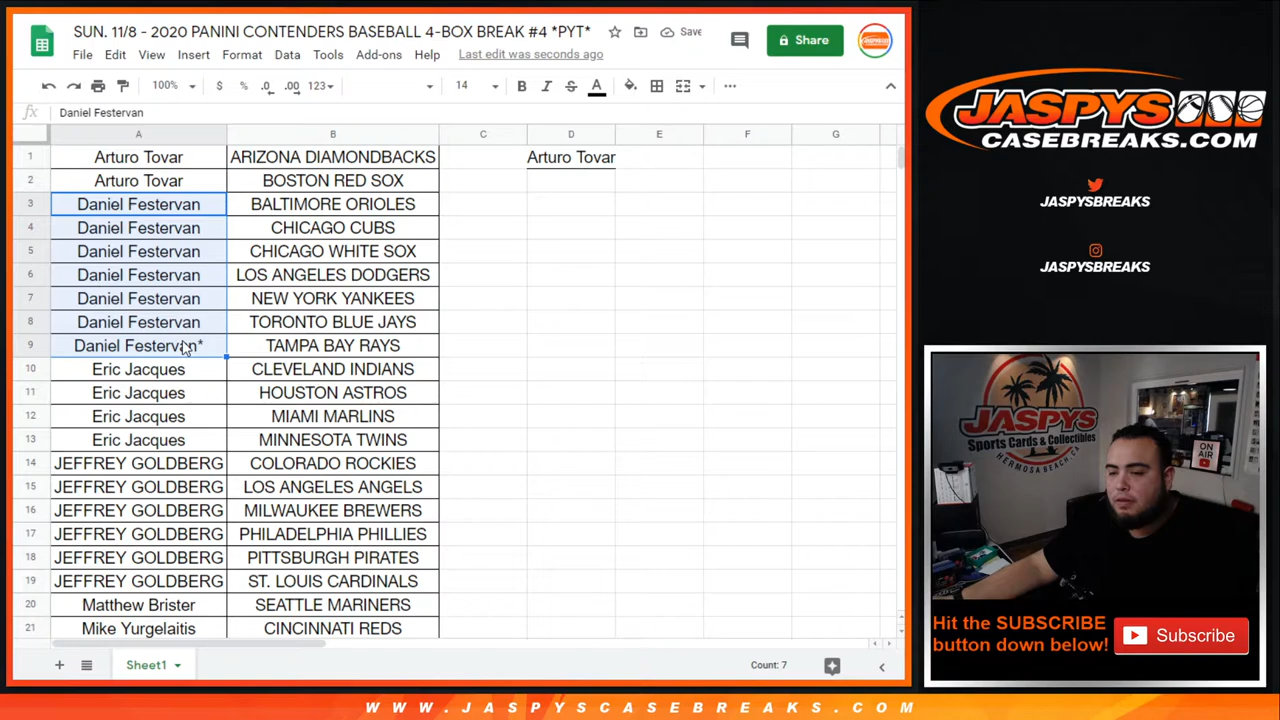 SUN. 11/8 - 2020 PANINI CONTENDERS BASEBALL 4-BOX BREAK #4 *PYT*
Save
Share
File Edit View Insert Format Data Tools Add-ons Help Last edit was seconds ago
100% $ % .0 .00 123 14 B I S A
fx Daniel Festervan
A B C D E F G
1 Arturo Tovar ARIZONA DIAMONDBACKS Arturo Tovar
2 Arturo Tovar BOSTON RED SOX
3 Daniel Festervan BALTIMORE ORIOLES
4 Daniel Festervan CHICAGO CUBS
5 Daniel Festervan CHICAGO WHITE SOX
6 Daniel Festervan LOS ANGELES DODGERS
7 Daniel Festervan NEW YORK YANKEES
8 Daniel Festervan TORONTO BLUE JAYS
9 Daniel Festervan* TAMPA BAY RAYS
10 Eric Jacques CLEVELAND INDIANS
11 Eric Jacques HOUSTON ASTROS
12 Eric Jacques MIAMI MARLINS
13 Eric Jacques MINNESOTA TWINS
14 JEFFREY GOLDBERG COLORADO ROCKIES
15 JEFFREY GOLDBERG LOS ANGELES ANGELS
16 JEFFREY GOLDBERG MILWAUKEE BREWERS
17 JEFFREY GOLDBERG PHILADELPHIA PHILLIES
18 JEFFREY GOLDBERG PITTSBURGH PIRATES
19 JEFFREY GOLDBERG ST. LOUIS CARDINALS
20 Matthew Brister SEATTLE MARINERS
21 Mike Yurgelaitis CINCINNATI REDS
Sheet1
Count: 7
JASPYS
CASEBREAKS.COM
JASPYSBREAKS
JASPYSBREAKS
JASPYS
Sports Cards & Collectibles
HERMOSA BEACH, CA
ON AIR
Hit the SUBSCRIBE
button down below!
Subscribe
WWW.JASPYSCASEBREAKS.COM